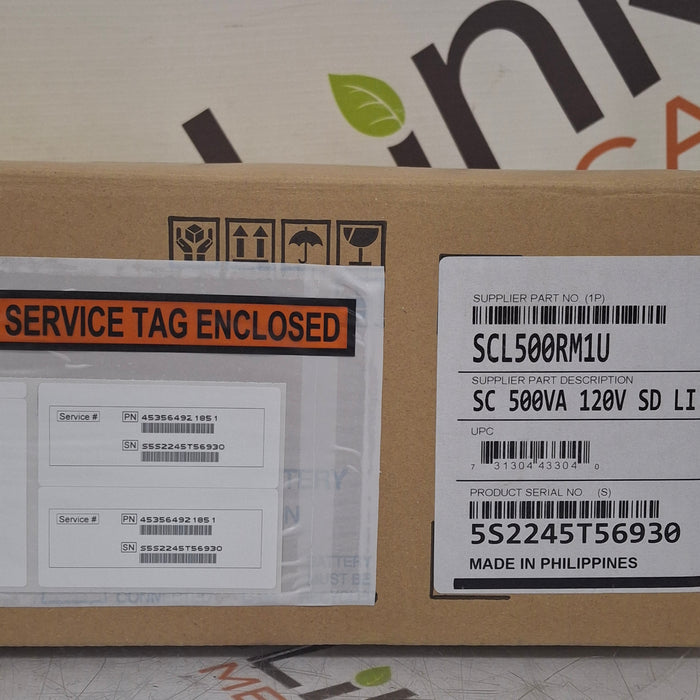 Link
SERVICE TAG ENCLOSED
Service # PN 453564921851
SN S5S2245T56930
Service # PN 453564921851
SN S5S2245T56930
SUPPLIER PART NO (1P)
SCL500RM1U
SUPPLIER PART DESCRIPTION
SC 500VA 120V SD LI
UPC
7 31304 43304 0
PRODUCT SERIAL NO (S)
5S2245T56930
MADE IN PHILIPPINES